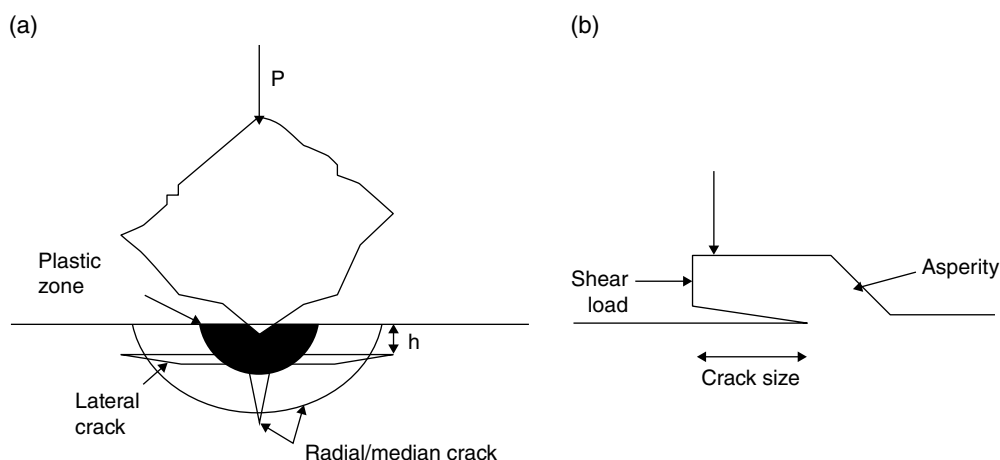 (a)
P
Plastic
zone
h
Lateral
crack
Radial/median crack
(b)
Shear
load
Asperity
Crack size